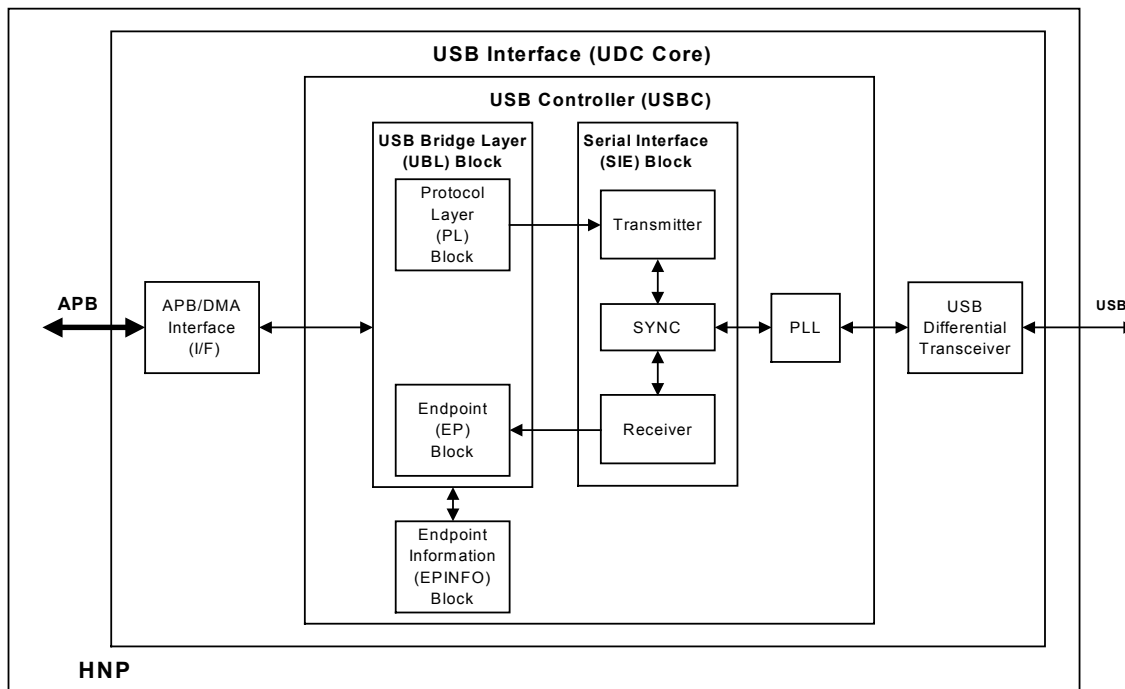 USB Interface (UDC Core)
USB Controller (USBC)
USB Bridge Layer
(UBL) Block
Serial Interface
(SIE) Block
Protocol
Layer
(PL)
Block
Transmitter
APB
APB/DMA
Interface
(I/F)
SYNC
PLL
USB
Differential
Transceiver
USB
Endpoint
(EP)
Block
Receiver
Endpoint
Information
(EPINFO)
Block
HNP